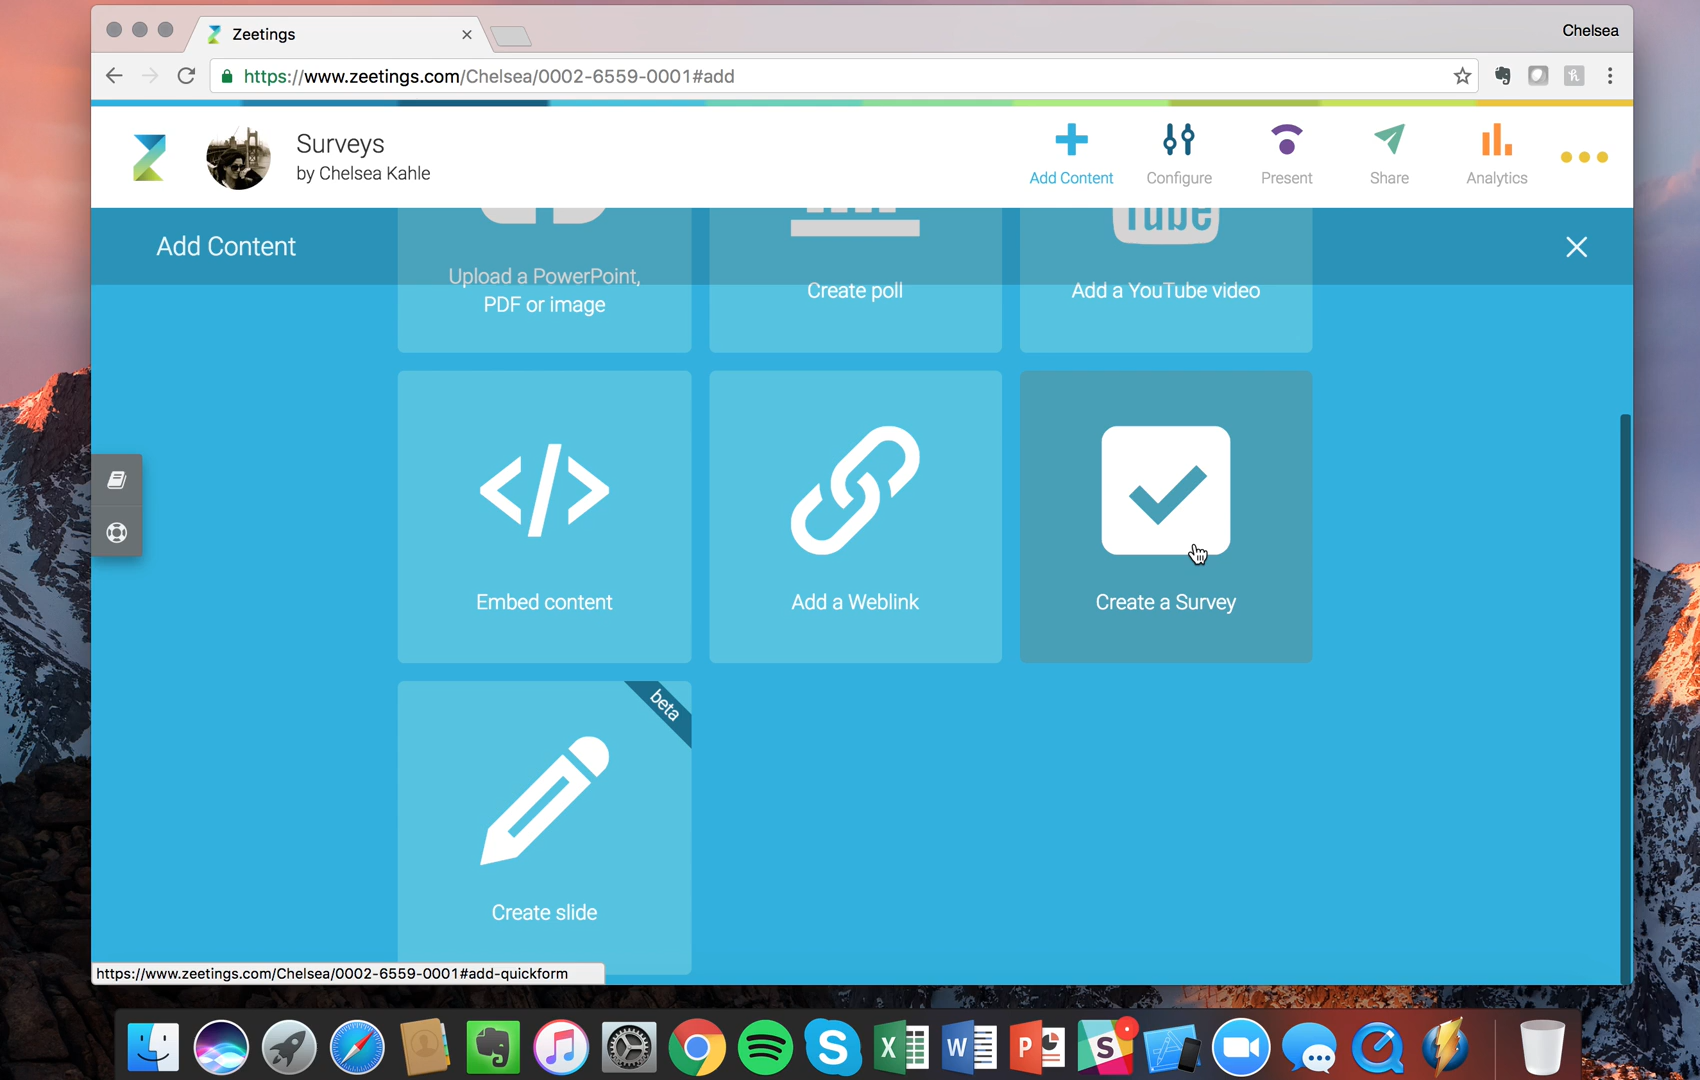 Zeetings
Chelsea
https://www.zeetings.com/Chelsea/0002-6559-0001#add
Surveys
by Chelsea Kahle
Add Content
Configure
Present
Share
Analytics
Add Content
Upload a PowerPoint,
PDF or image
Create poll
Tube
Add a YouTube video
Embed content
Add a Weblink
Create a Survey
beta
Create slide
https://www.zeetings.com/Chelsea/0002-6559-0001#add-quickform